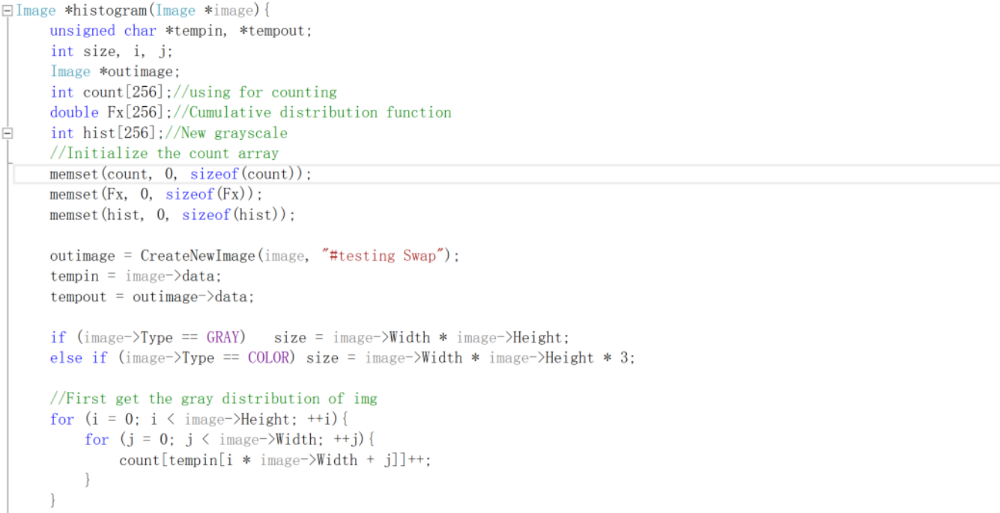 Image *histogram(Image *image){
unsigned char *tempin, *tempout;
int size, i, j;
Image *outimage;
int count[256];//using for counting
double Fx[256];//Cumulative distribution function
int hist[256];//New grayscale
//Initialize the count array
memset(count, 0, sizeof(count));
memset(Fx, 0, sizeof(Fx));
memset(hist, 0, sizeof(hist));
outimage = CreateNewImage(image, "#testing Swap");
tempin = image->data;
tempout = outimage->data;
if (image->Type == GRAY)   size = image->Width * image->Height;
else if (image->Type == COLOR) size = image->Width * image->Height * 3;
//First get the gray distribution of img
for (i = 0; i < image->Height; ++i){
for (j = 0; j < image->Width; ++j){
count[tempin[i * image->Width + j]]++;
}
}